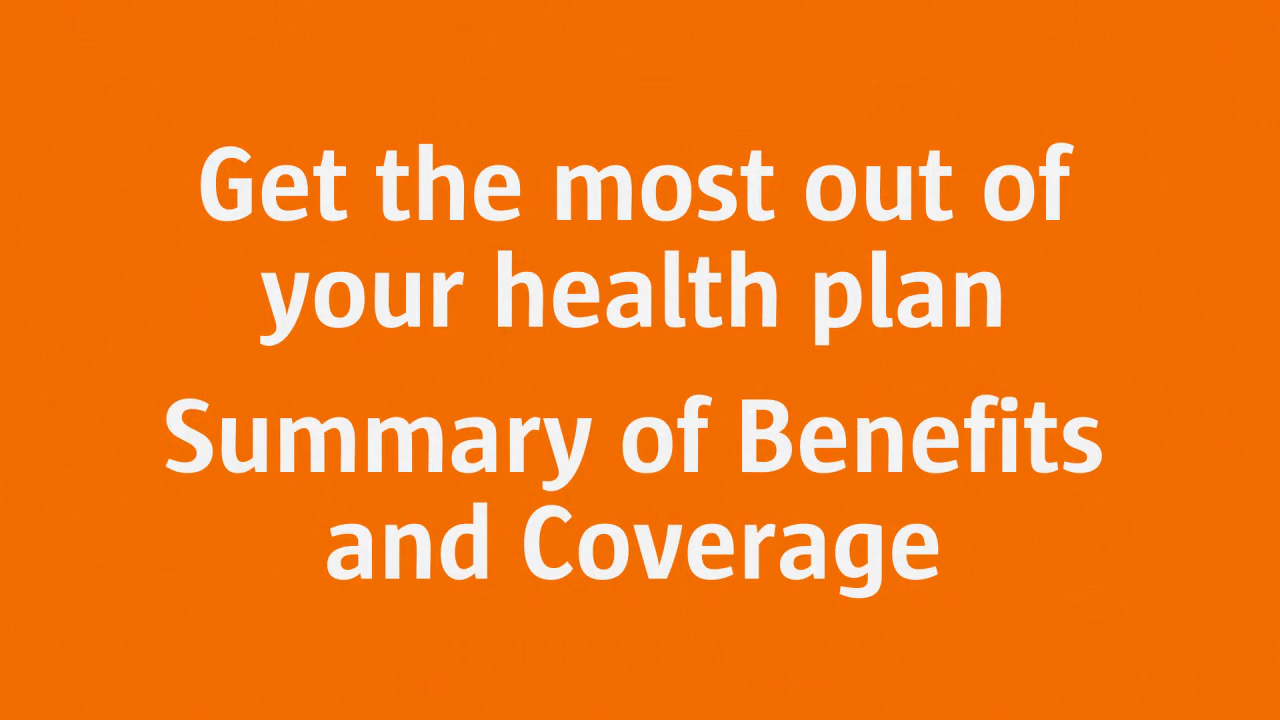 Get the most out of
your health plan
Summary of Benefits
and Coverage